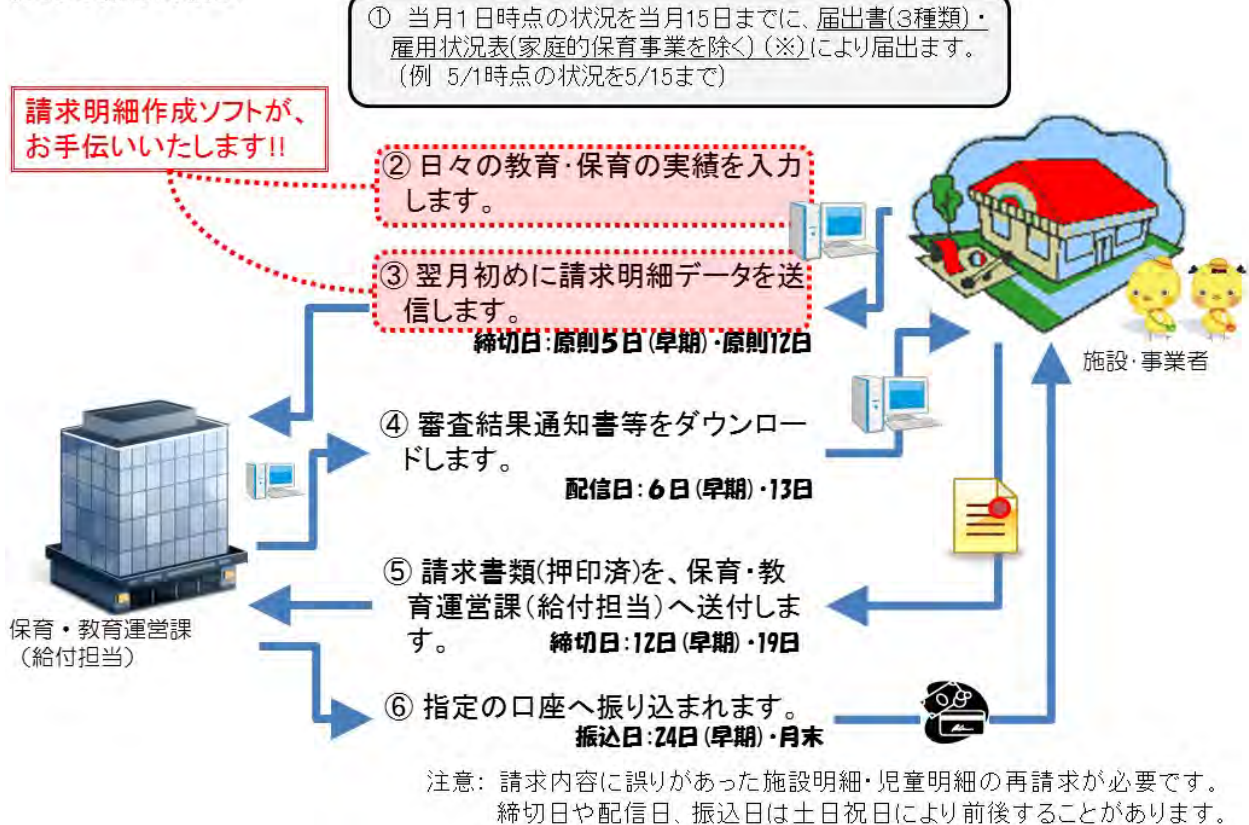 ① 当月1日時点の状況を当月15日までに、届出書(3種類)・
雇用状況表(家庭的保育事業を除く)(※)により届出ます。
(例 5/1時点の状況を5/15まで)
請求明細作成ソフトが、
お手伝いいたします!!
② 日々の教育・保育の実績を入力
します。
③ 翌月初めに請求明細データを送
信します。
締切日:原則5日(早期)・原則12日
施設・事業者
④ 審査結果通知書等をダウンロー
ドします。
配信日:6日(早期)・13日
⑤ 請求書類(押印済)を、保育・教
育運営課(給付担当)へ送付しま
す。
締切日:12日(早期)・19日
保育・教育運営課
(給付担当)
⑥ 指定の口座へ振り込まれます。
振込日:24日(早期)・月末
注意: 請求内容に誤りがあった施設明細・児童明細の再請求が必要です。
締切日や配信日、振込日は土日祝日により前後することがあります。